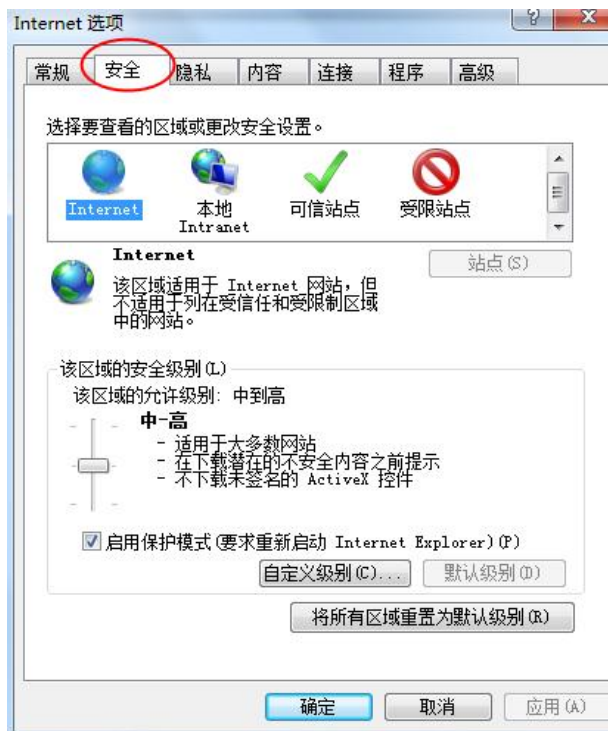 Internet 选项
常规 安全 隐私 内容 连接 程序 高级
选择要查看的区域或更改安全设置。
Internet 本地 Intranet 可信站点 受限站点
Internet
站点(S)
该区域适用于 Internet 网站，但
不适用于列在受信任和受限制区域
中的网站。
该区域的安全级别(L)
该区域的允许级别: 中到高
中-高
- 适用于大多数网站
- 在下载潜在的不安全内容之前提示
- 不下载未签名的 ActiveX 控件
启用保护模式(要求重新启动 Internet Explorer)(P)
自定义级别(C)... 默认级别(D)
将所有区域重置为默认级别(R)
确定 取消 应用(A)